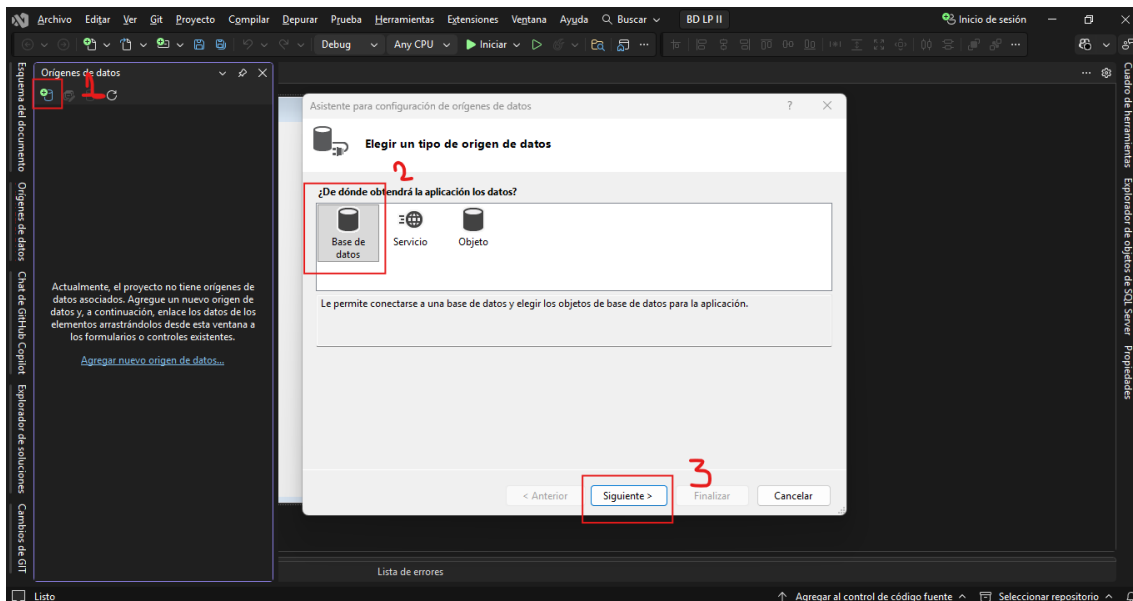 Archivo Editar Ver Git Proyecto Compilar Depurar Prueba Herramientas Extensiones Ventana Ayuda Buscar BD LP II Inicio de sesión
Debug Any CPU Iniciar
Esquema del documento
Orígenes de datos
Chat de GitHub Copilot
Explorador de soluciones
Cambios de GIT
Orígenes de datos
1
Actualmente, el proyecto no tiene orígenes de
datos asociados. Agregue un nuevo origen de
datos y, a continuación, enlace los datos de los
elementos arrastrándolos desde esta ventana a
los formularios o controles existentes.
Agregar nuevo origen de datos...
Asistente para configuración de orígenes de datos ?
Elegir un tipo de origen de datos
2
¿De dónde obtendrá la aplicación los datos?
Base de
datos
Servicio
Objeto
Le permite conectarse a una base de datos y elegir los objetos de base de datos para la aplicación.
3
< Anterior Siguiente > Finalizar Cancelar
Cuadro de herramientas
Explorador de objetos de SQL Server
Propiedades
Lista de errores
Listo Agregar al control de código fuente Seleccionar repositorio